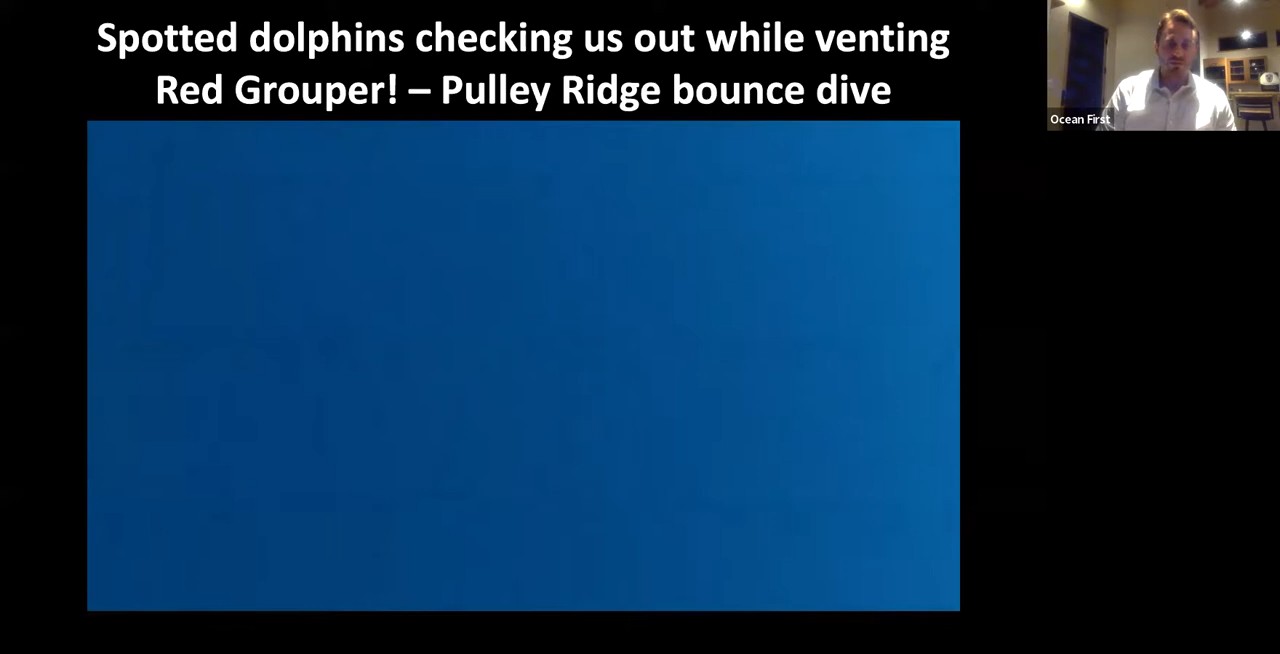 Spotted dolphins checking us out while venting
Red Grouper! – Pulley Ridge bounce dive
Ocean First